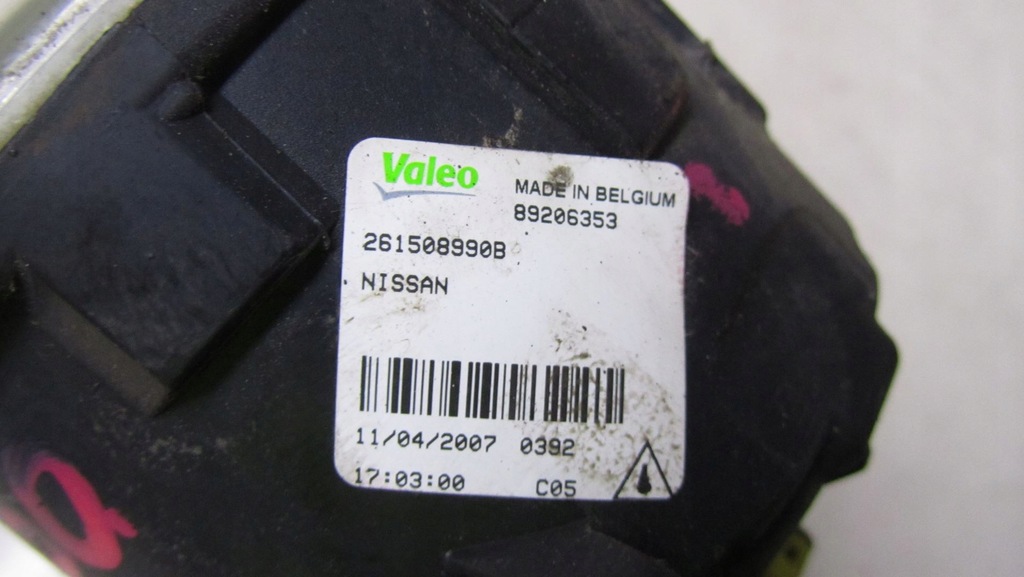 Valeo
MADE IN BELGIUM
89206353
261508990B
NISSAN
11/04/2007 0392
17:03:00 C05